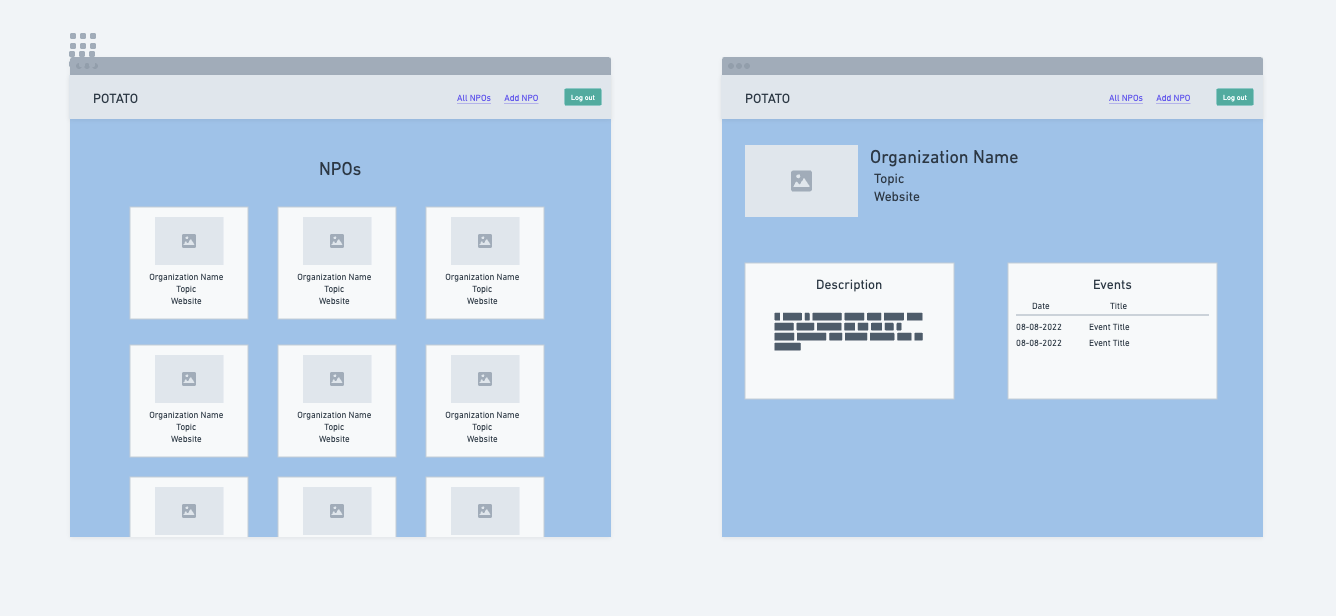 POTATO
All NPOs Add NPO Log out
NPOs
Organization Name Organization Name Organization Name
Topic Topic Topic
Website Website Website
Organization Name Organization Name Organization Name
Topic Topic Topic
Website Website Website
POTATO
All NPOs Add NPO Log out
Organization Name
Topic
Website
Description
Events
Date Title
08-08-2022 Event Title
08-08-2022 Event Title